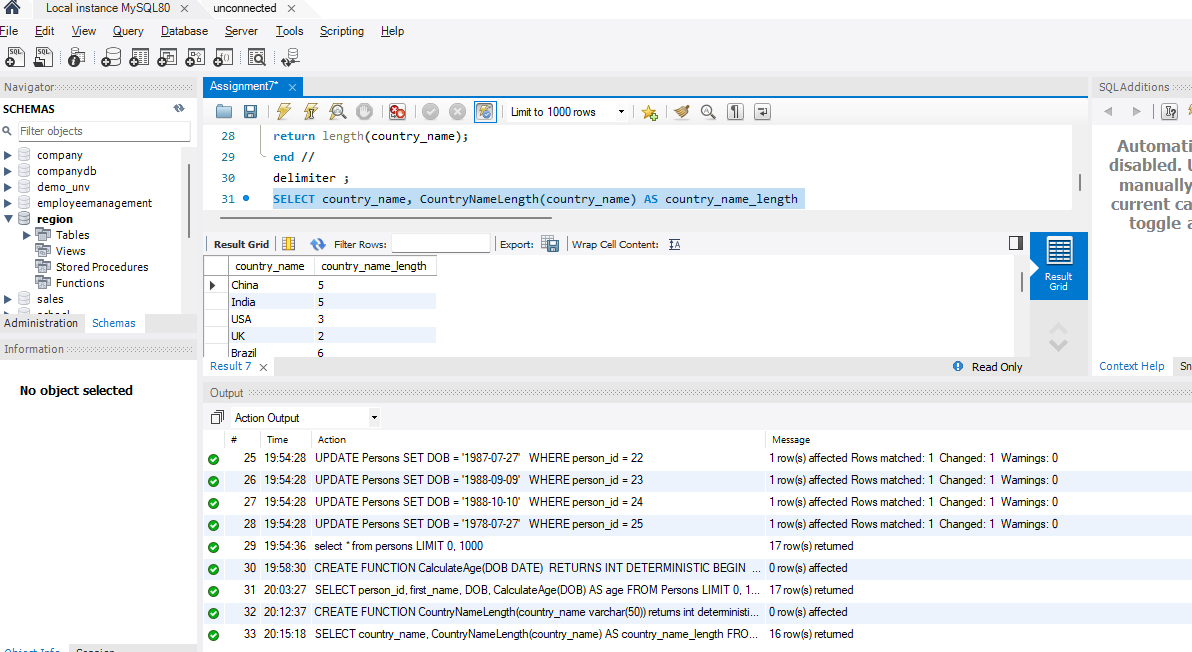 Local instance MySQL80
unconnected
File Edit View Query Database Server Tools Scripting Help
Navigator
SCHEMAS
Filter objects
company
companydb
demo_unv
employeemanagement
region
Tables
Views
Stored Procedures
Functions
sales
Administration Schemas
Information
No object selected
Assignment7*
Limit to 1000 rows
28 return length(country_name);
29 end //
30 delimiter ;
31 SELECT country_name, CountryNameLength(country_name) AS country_name_length
Result Grid Filter Rows: Export: Wrap Cell Content:
country_name country_name_length
China 5
India 5
USA 3
UK 2
Brazil 6
Result Grid
Result 7
Read Only
SQLAdditions
Automati
disabled. U
manually
current ca
toggle a
Context Help Sn
Output
Action Output
# Time Action Message
25 19:54:28 UPDATE Persons SET DOB = '1987-07-27' WHERE person_id = 22 1 row(s) affected Rows matched: 1 Changed: 1 Warnings: 0
26 19:54:28 UPDATE Persons SET DOB = '1988-09-09' WHERE person_id = 23 1 row(s) affected Rows matched: 1 Changed: 1 Warnings: 0
27 19:54:28 UPDATE Persons SET DOB = '1988-10-10' WHERE person_id = 24 1 row(s) affected Rows matched: 1 Changed: 1 Warnings: 0
28 19:54:28 UPDATE Persons SET DOB = '1978-07-27' WHERE person_id = 25 1 row(s) affected Rows matched: 1 Changed: 1 Warnings: 0
29 19:54:36 select * from persons LIMIT 0, 1000 17 row(s) returned
30 19:58:30 CREATE FUNCTION CalculateAge(DOB DATE) RETURNS INT DETERMINISTIC BEGIN ... 0 row(s) affected
31 20:03:27 SELECT person_id, first_name, DOB, CalculateAge(DOB) AS age FROM Persons LIMIT 0, 1... 17 row(s) returned
32 20:12:37 CREATE FUNCTION CountryNameLength(country_name varchar(50)) returns int deterministi... 0 row(s) affected
33 20:15:18 SELECT country_name, CountryNameLength(country_name) AS country_name_length FRO... 16 row(s) returned
Object Info Session